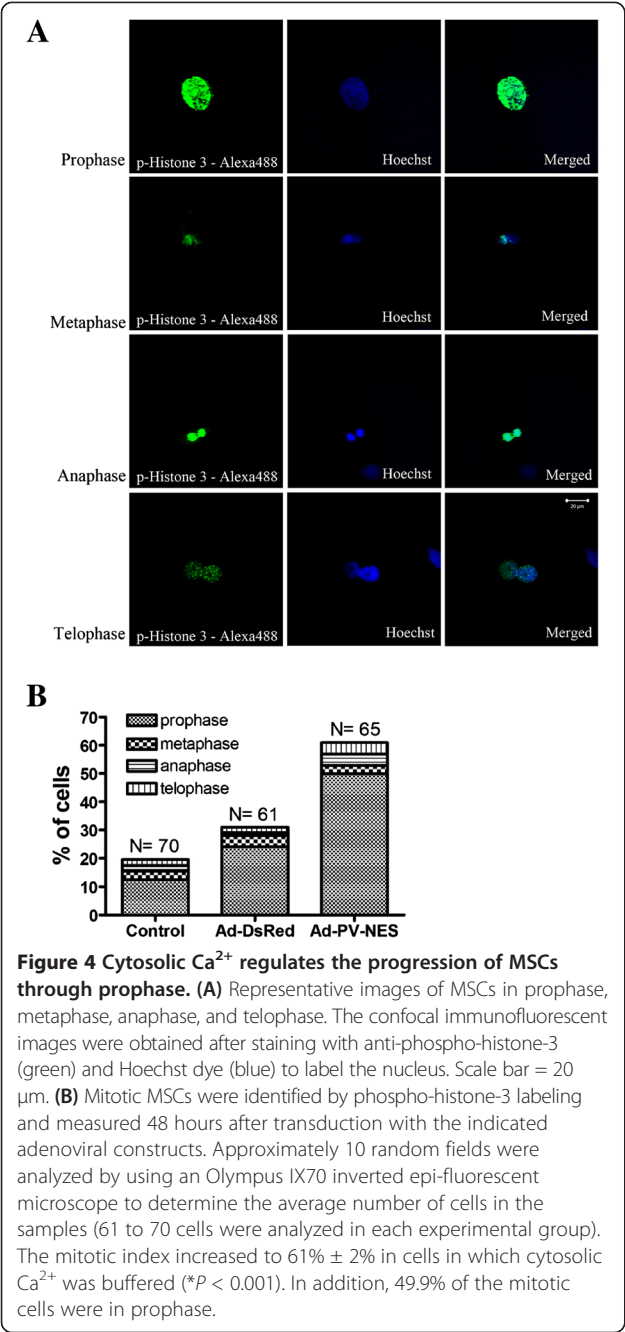 A
Prophase p-Histone 3 - Alexa488 Hoechst Merged
Metaphase p-Histone 3 - Alexa488 Hoechst Merged
Anaphase p-Histone 3 - Alexa488 Hoechst Merged
20 µm
Telophase p-Histone 3 - Alexa488 Hoechst Merged
B
% of cells
70
60
50
40
30
20
10
0
prophase
metaphase
anaphase
telophase
N= 70
N= 61
N= 65
Control Ad-DsRed Ad-PV-NES
Figure 4 Cytosolic Ca2+ regulates the progression of MSCs
through prophase. (A) Representative images of MSCs in prophase,
metaphase, anaphase, and telophase. The confocal immunofluorescent
images were obtained after staining with anti-phospho-histone-3
(green) and Hoechst dye (blue) to label the nucleus. Scale bar = 20
µm. (B) Mitotic MSCs were identified by phospho-histone-3 labeling
and measured 48 hours after transduction with the indicated
adenoviral constructs. Approximately 10 random fields were
analyzed by using an Olympus IX70 inverted epi-fluorescent
microscope to determine the average number of cells in the
samples (61 to 70 cells were analyzed in each experimental group).
The mitotic index increased to 61% ± 2% in cells in which cytosolic
Ca2+ was buffered (*P < 0.001). In addition, 49.9% of the mitotic
cells were in prophase.